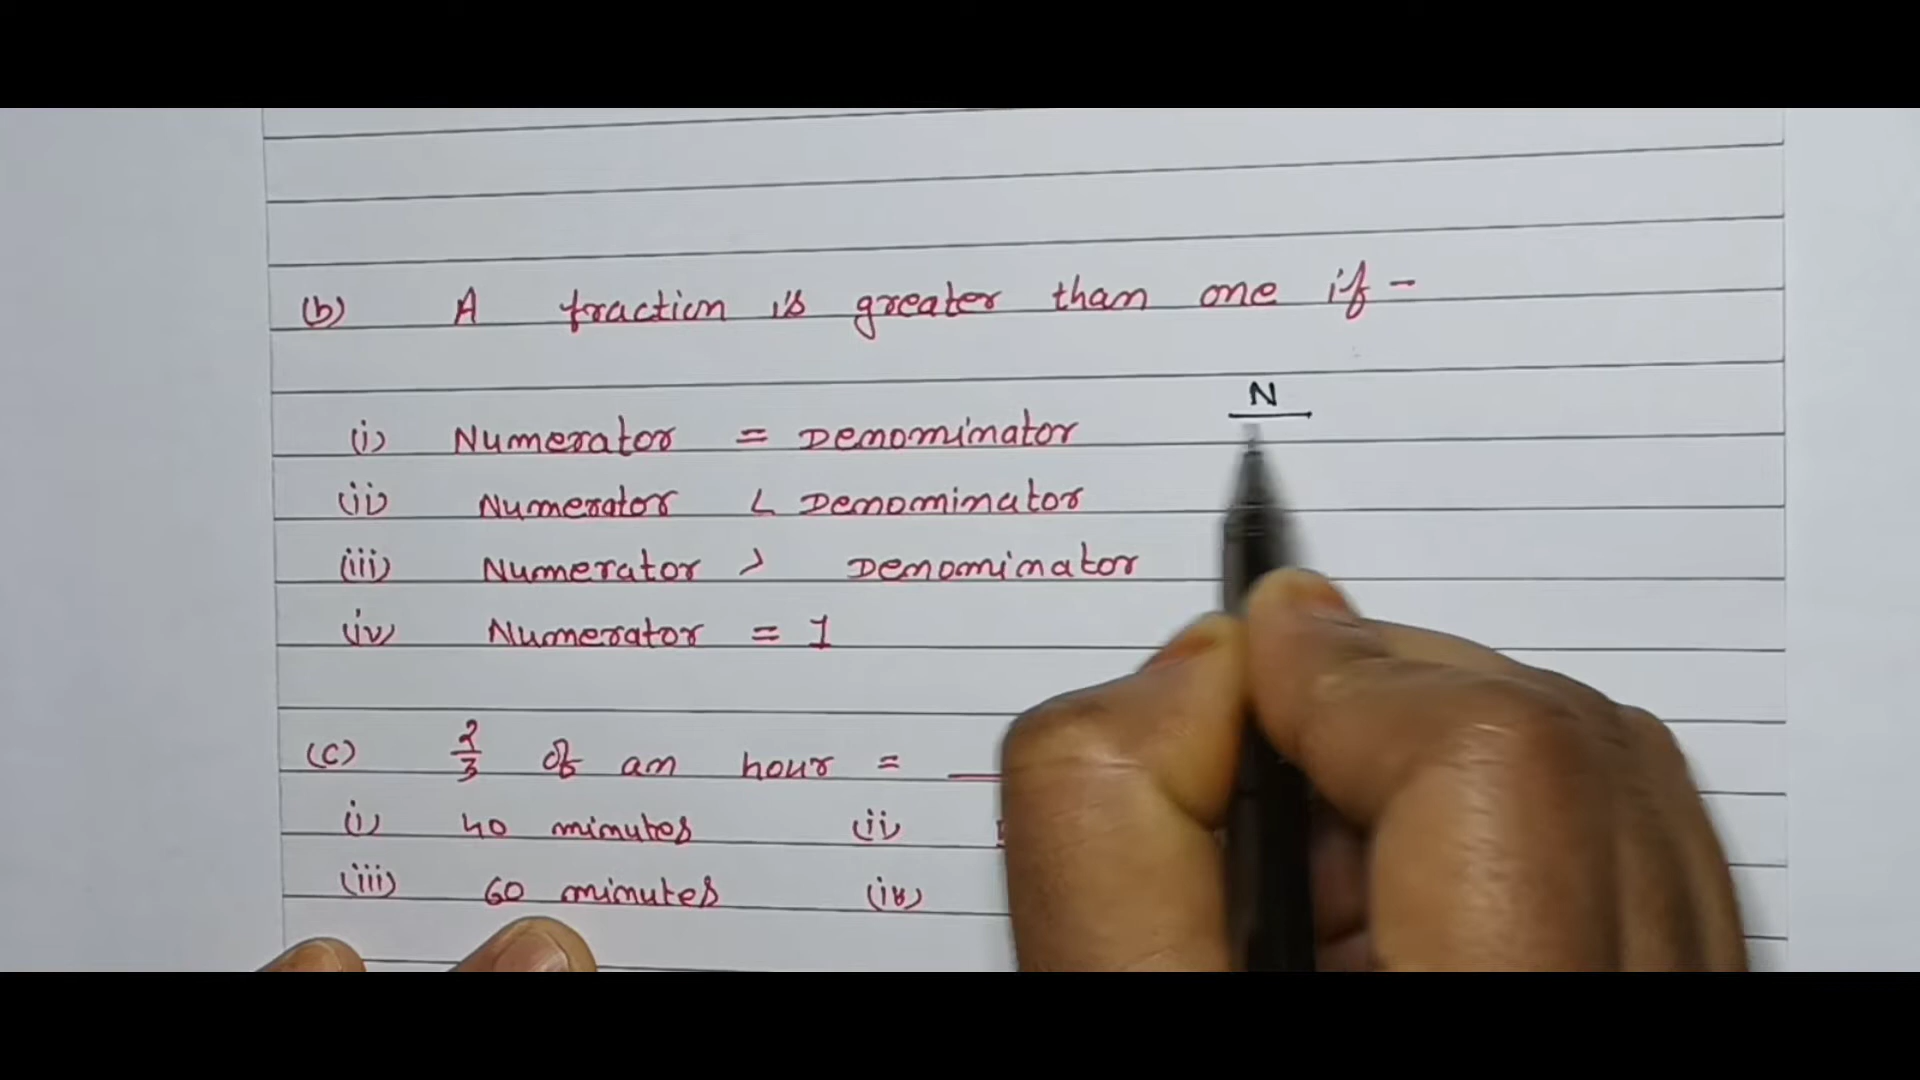 (b) A fraction is greater than one if -
N
(i) Numerator = Denominator
(ii) Numerator < Denominator
(iii) Numerator > Denominator
(iv) Numerator = 1
(c) 2/3 of an hour = __
(i) 40 minutes (ii)
(iii) 60 minutes (iv)